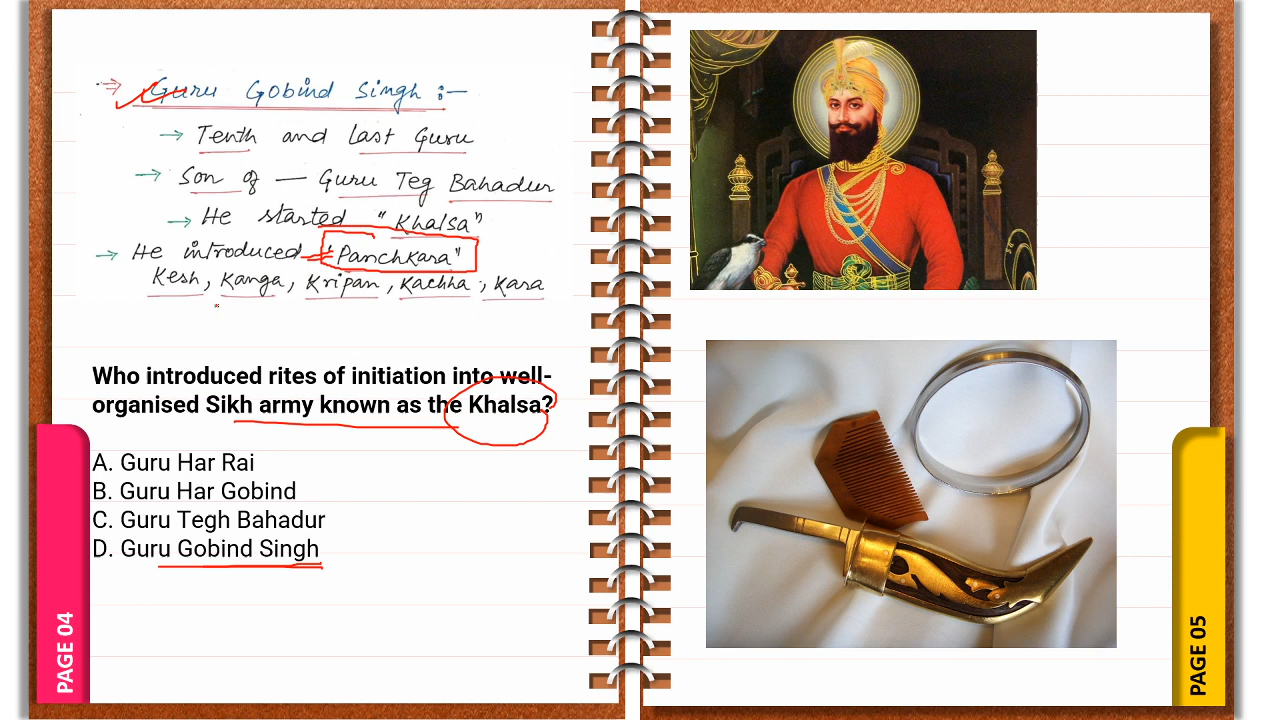 Guru Gobind Singh :-
→ Tenth and last Guru
→ Son of — Guru Teg Bahadur
→ He started "Khalsa"
→ He introduced "Panchkara"
Kesh, Kanga, Kripan, Kachha, Kara
Who introduced rites of initiation into well-
organised Sikh army known as the Khalsa?
A. Guru Har Rai
B. Guru Har Gobind
C. Guru Tegh Bahadur
D. Guru Gobind Singh
PAGE 04
PAGE 05